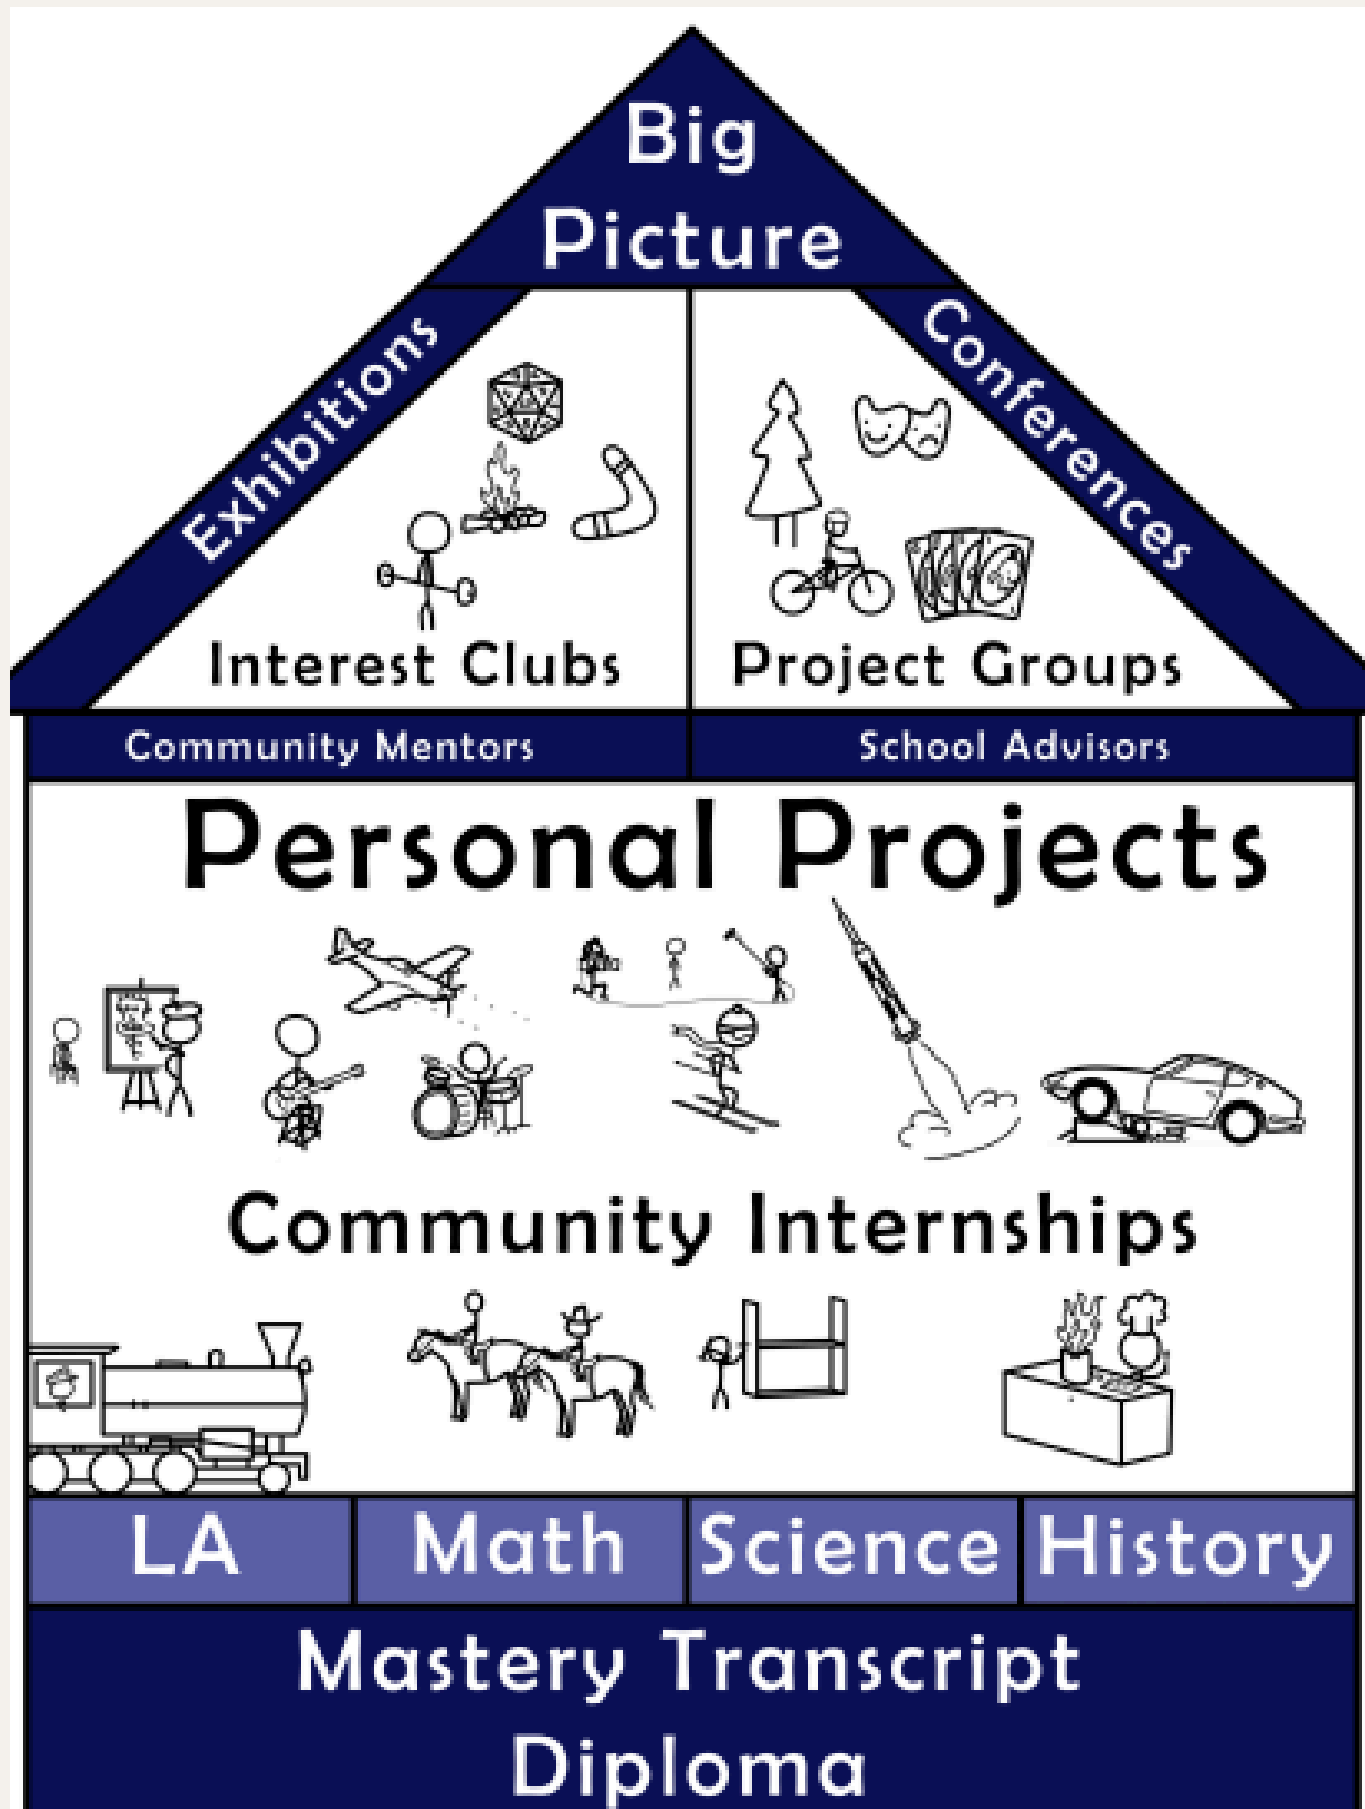 Big
Picture
Exhibitions
Conferences
Interest Clubs
Project Groups
Community Mentors
School Advisors
Personal Projects
Community Internships
LA
Math
Science
History
Mastery Transcript
Diploma